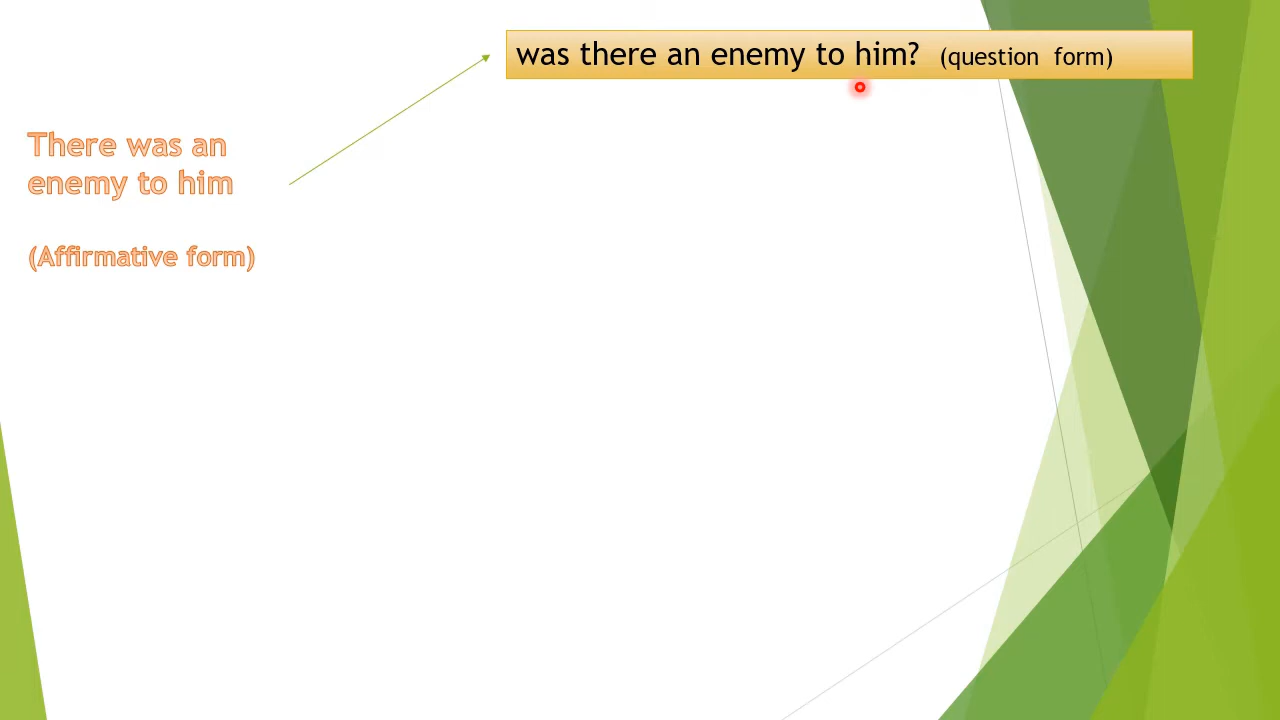 was there an enemy to him? (question form)
There was an
enemy to him
(Affirmative form)